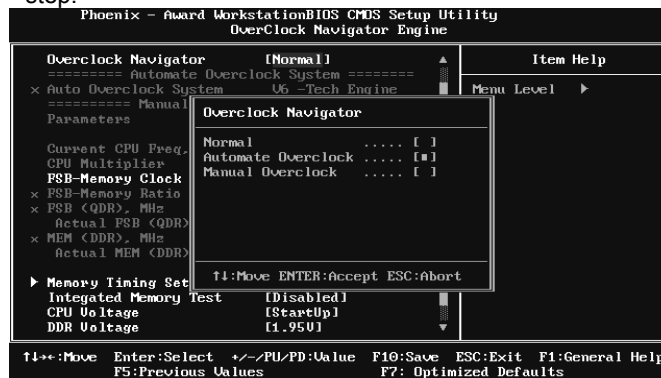 step.
Phoenix - Award WorkstationBIOS CMOS Setup Utility
OverClock Navigator Engine
Overclock Navigator [Normal]
========= Automate Overclock System ========
x Auto Overclock System V6 -Tech Engine
========== Manual
Parameters
Current CPU Freq,
CPU Multiplier
FSB-Memory Clock
x FSB-Memory Ratio
x FSB (QDR), MHz
Actual FSB (QDR)
x MEM (DDR), MHz
Actual MEM (DDR)
▶ Memory Timing Set
Integated Memory Test [Disabled]
CPU Voltage [StartUp]
DDR Voltage [1.95V]
Overclock Navigator
Normal ..... [ ]
Automate Overclock ..... [■]
Manual Overclock ..... [ ]
↑↓:Move ENTER:Accept ESC:Abort
Item Help
Menu Level ▶
↑↓→←:Move Enter:Select +/-/PU/PD:Value F10:Save ESC:Exit F1:General Help
F5:Previous Values F7: Optimized Defaults